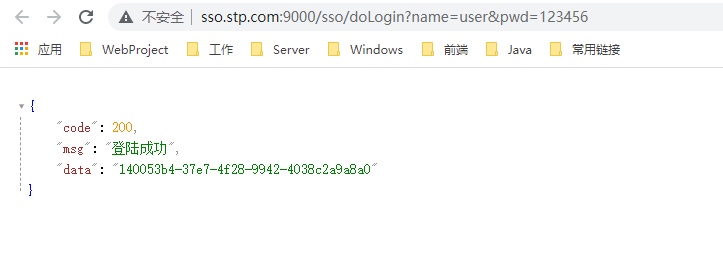 不安全 | sso.stp.com:9000/sso/doLogin?name=user&pwd=123456
应用 WebProject 工作 Server Windows 前端 Java 常用链接
{
"code": 200,
"msg": "登陆成功",
"data": "140053b4-37e7-4f28-9942-4038c2a9a8a0"
}